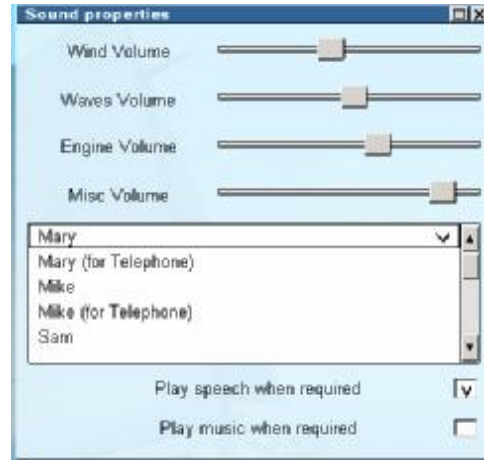 Sound properties
Wind Volume
Waves Volume
Engine Volume
Misc Volume
Mary
Mary (for Telephone)
Mike
Mike (for Telephone)
Sam
Play speech when required
Play music when required